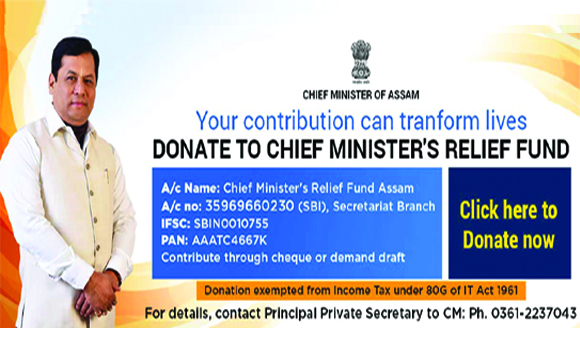 CHIEF MINISTER OF ASSAM
Your contribution can tranform lives
DONATE TO CHIEF MINISTER'S RELIEF FUND
A/c Name: Chief Minister's Relief Fund Assam
A/c no: 35969660230 (SBI), Secretariat Branch
IFSC: SBIN0010755
PAN: AAATC4667K
Contribute through cheque or demand draft
Click here to
Donate now
Donation exempted from Income Tax under 80G of IT Act 1961
For details, contact Principal Private Secretary to CM: Ph. 0361-2237043